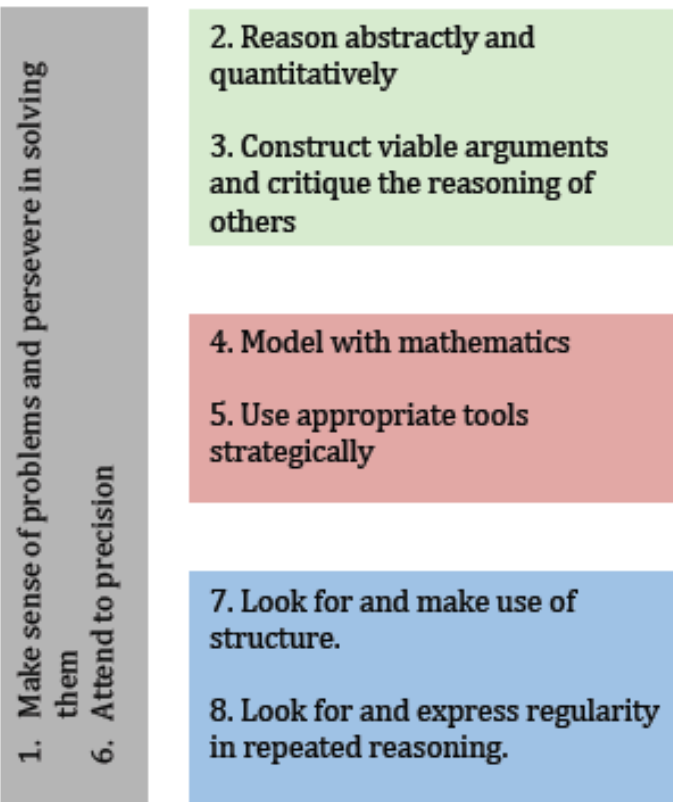 1. Make sense of problems and persevere in solving
them
6. Attend to precision
2. Reason abstractly and
quantitatively
3. Construct viable arguments
and critique the reasoning of
others
4. Model with mathematics
5. Use appropriate tools
strategically
7. Look for and make use of
structure.
8. Look for and express regularity
in repeated reasoning.